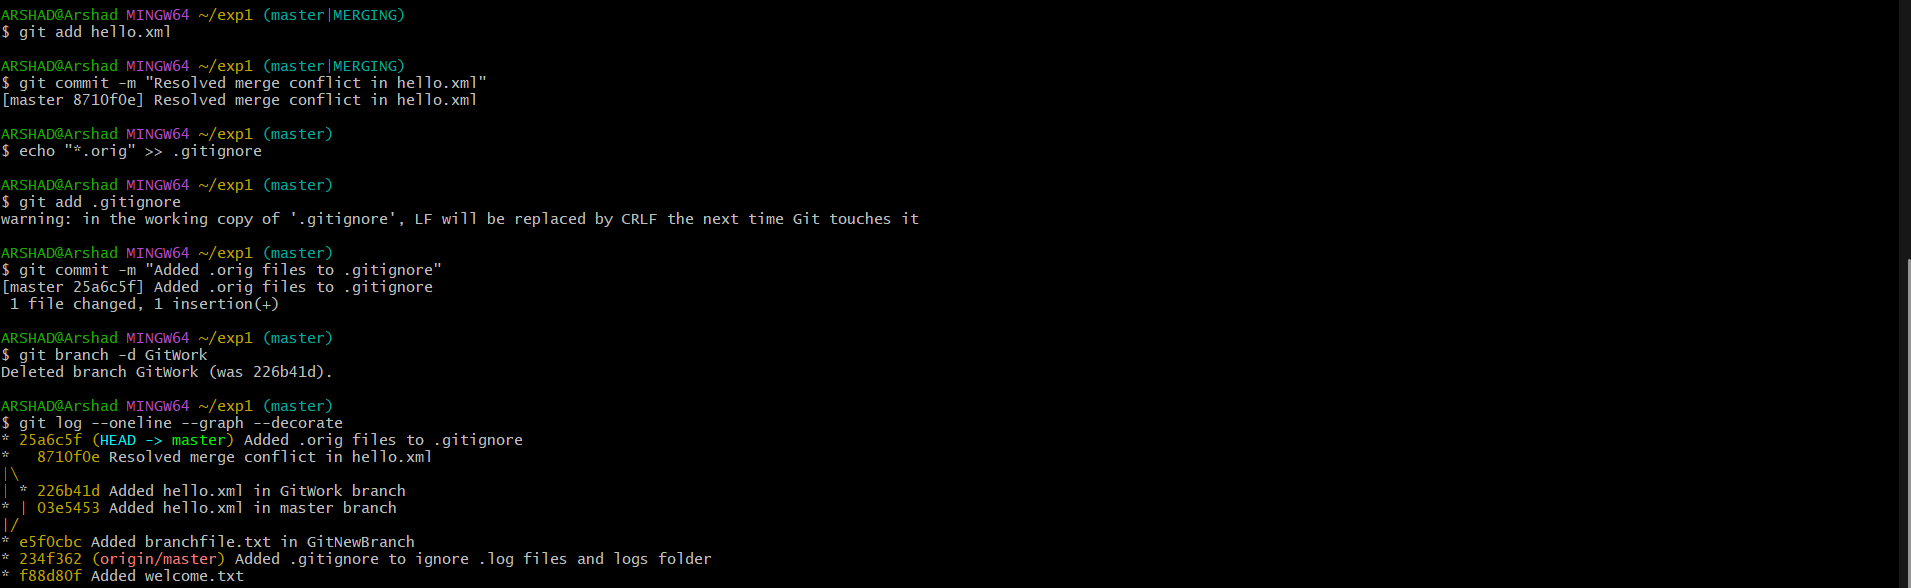 ARSHAD@Arshad MINGW64 ~/exp1 (master|MERGING)
$ git add hello.xml
ARSHAD@Arshad MINGW64 ~/exp1 (master|MERGING)
$ git commit -m "Resolved merge conflict in hello.xml"
[master 8710f0e] Resolved merge conflict in hello.xml
ARSHAD@Arshad MINGW64 ~/exp1 (master)
$ echo "*.orig" >> .gitignore
ARSHAD@Arshad MINGW64 ~/exp1 (master)
$ git add .gitignore
warning: in the working copy of '.gitignore', LF will be replaced by CRLF the next time Git touches it
ARSHAD@Arshad MINGW64 ~/exp1 (master)
$ git commit -m "Added .orig files to .gitignore"
[master 25a6c5f] Added .orig files to .gitignore
 1 file changed, 1 insertion(+)
ARSHAD@Arshad MINGW64 ~/exp1 (master)
$ git branch -d GitWork
Deleted branch GitWork (was 226b41d).
ARSHAD@Arshad MINGW64 ~/exp1 (master)
$ git log --oneline --graph --decorate
* 25a6c5f (HEAD -> master) Added .orig files to .gitignore
*   8710f0e Resolved merge conflict in hello.xml
|\
| * 226b41d Added hello.xml in GitWork branch
* | 03e5453 Added hello.xml in master branch
|/
* e5f0cbc Added branchfile.txt in GitNewBranch
* 234f362 (origin/master) Added .gitignore to ignore .log files and logs folder
* f88d80f Added welcome.txt